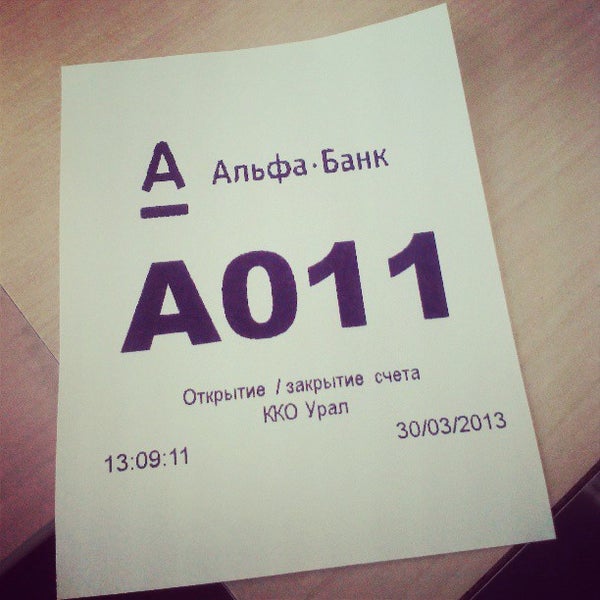 А Альфа·Банк
А011
Открытие / закрытие счета
ККО Урал
13:09:11 30/03/2013